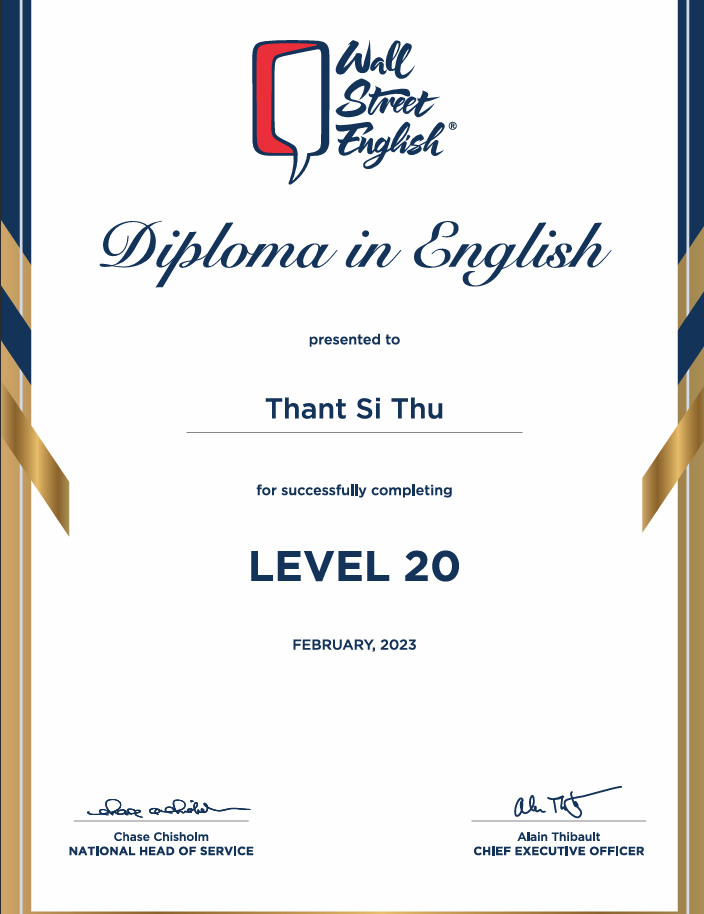 Wall
Street
English®
Diploma in English
presented to
Thant Si Thu
for successfully completing
LEVEL 20
FEBRUARY, 2023
Chase Chisholm
NATIONAL HEAD OF SERVICE
Alain Thibault
CHIEF EXECUTIVE OFFICER